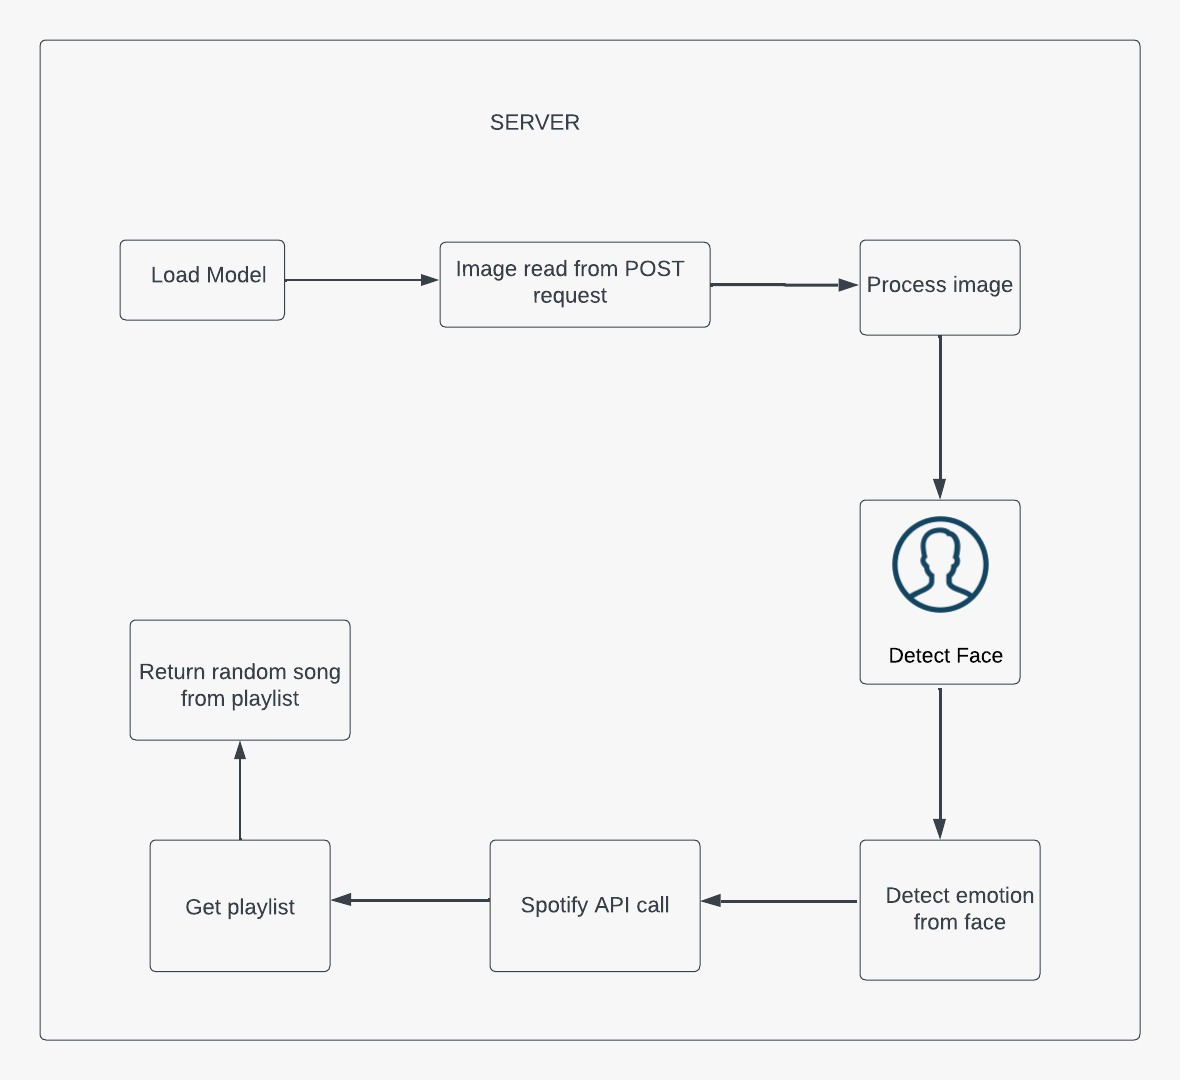 SERVER
Load Model
Image read from POST
request
Process image
Detect Face
Detect emotion
from face
Spotify API call
Get playlist
Return random song
from playlist